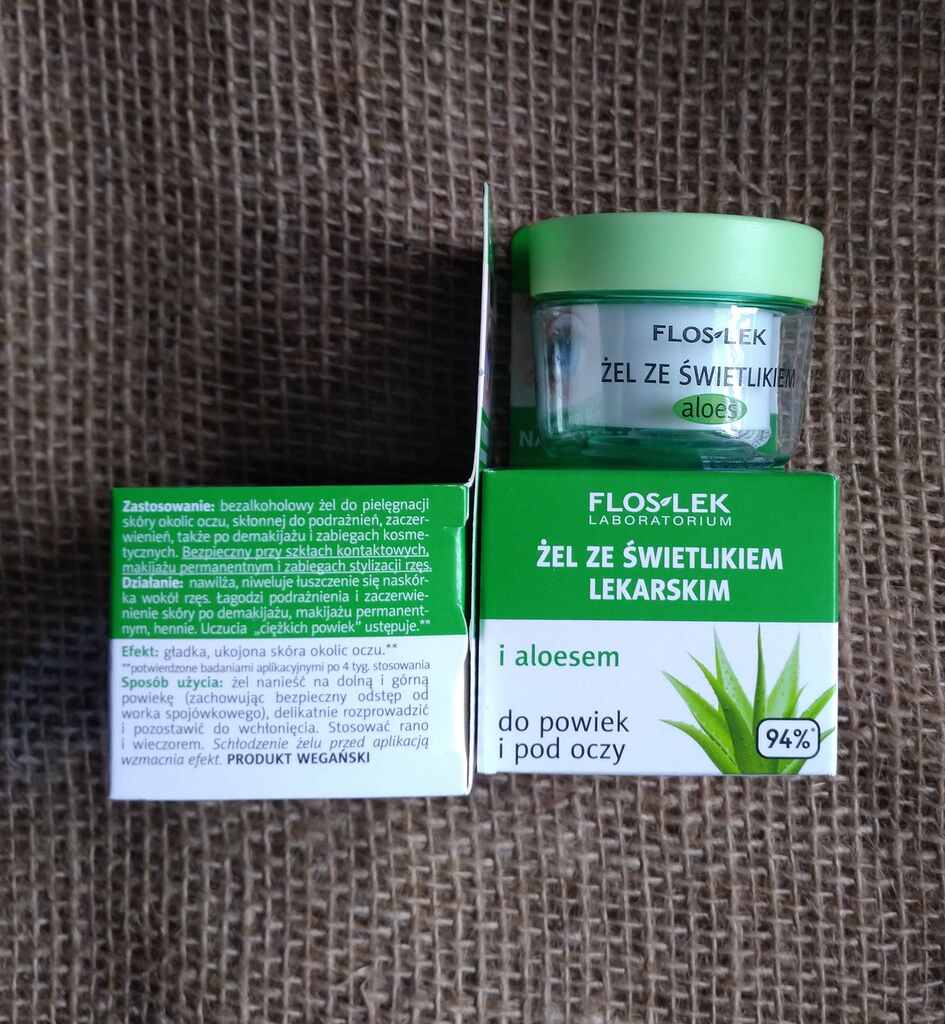 FLOS-LEK
ŻEL ZE ŚWIETLIKIEM
aloes
Zastosowanie: bezalkoholowy żel do pielęgnacji
skóry okolic oczu, skłonnej do podrażnień, zaczer-
wienień, także po demakijażu i zabiegach kosme-
tycznych. Bezpieczny przy szkłach kontaktowych,
makijażu permanentnym i zabiegach stylizacji rzęs.
Działanie: nawilża, niweluje łuszczenie się naskór-
ka wokół rzęs. Łagodzi podrażnienia i zaczerwie-
nienie skóry po demakijażu, makijażu permanent-
nym, hennie. Uczucia „ciężkich powiek" ustępuje.**
Efekt: gładka, ukojona skóra okolic oczu.**
**potwierdzone badaniami aplikacyjnymi po 4 tyg. stosowania
Sposób użycia: żel nanieść na dolną i górną
powiekę (zachowując bezpieczny odstęp od
worka spojówkowego), delikatnie rozprowadzić
i pozostawić do wchłonięcia. Stosować rano
i wieczorem. Schłodzenie żelu przed aplikacją
wzmacnia efekt. PRODUKT WEGAŃSKI
FLOS-LEK
LABORATORIUM
ŻEL ZE ŚWIETLIKIEM
LEKARSKIM
i aloesem
do powiek
i pod oczy
94%*